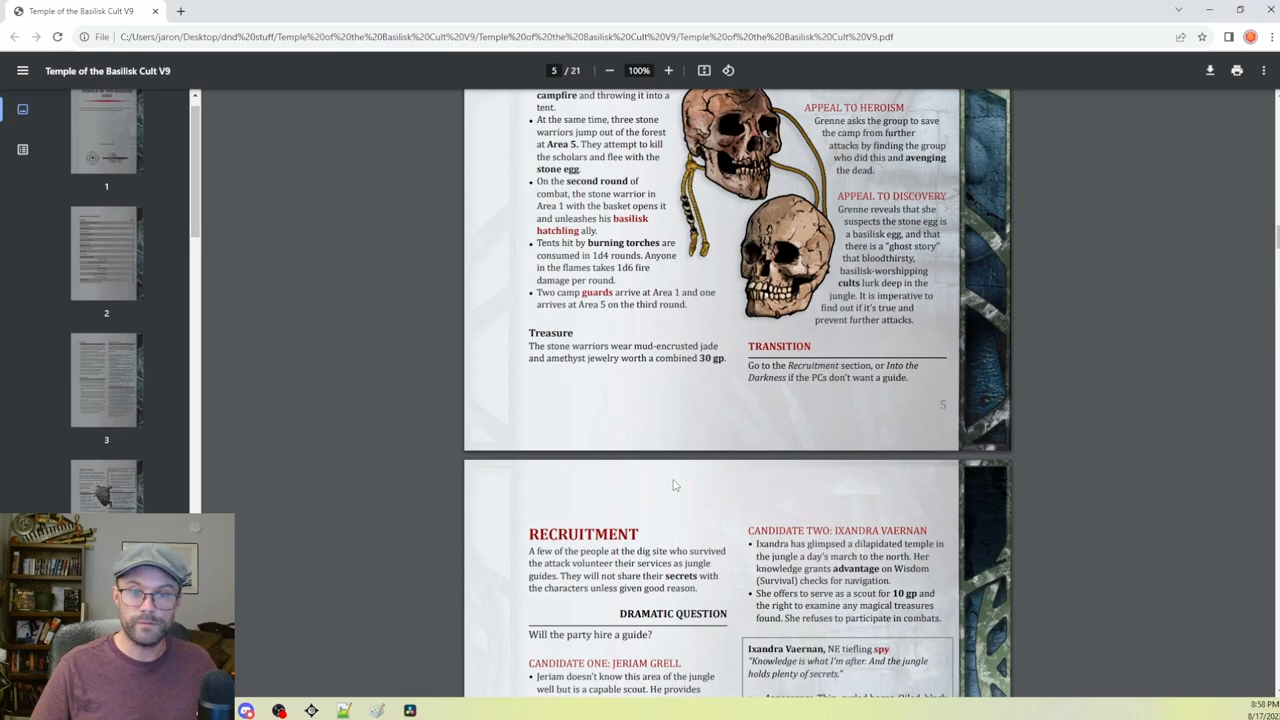 Temple of the Basilisk Cult V9
File
C:/Users/jaron/Desktop/dnd%20stuff/Temple%20of%20the%20Basilisk%20Cult%20V9/Temple%20of%20the%20Basilisk%20Cult%20V9/Temple%20of%20the%20Basilisk%20Cult%20V9.pdf
Temple of the Basilisk Cult V9
5 / 21
100%
1
2
3
campfire and throwing it into a
tent.
• At the same time, three stone
warriors jump out of the forest
at Area 5. They attempt to kill
the scholars and flee with the
stone egg.
• On the second round of
combat, the stone warrior in
Area 1 with the basket opens it
and unleashes his basilisk
hatchling ally.
• Tents hit by burning torches are
consumed in 1d4 rounds. Anyone
in the flames takes 1d6 fire
damage per round.
• Two camp guards arrive at Area 1 and one
arrives at Area 5 on the third round.
Treasure
The stone warriors wear mud-encrusted jade
and amethyst jewelry worth a combined 30 gp.
APPEAL TO HEROISM
Grenne asks the group to save
the camp from further
attacks by finding the group
who did this and avenging
the dead.
APPEAL TO DISCOVERY
Grenne reveals that she
suspects the stone egg is
a basilisk egg, and that
there is a "ghost story"
that bloodthirsty,
basilisk-worshipping
cults lurk deep in the
jungle. It is imperative to
find out if it's true and
prevent further attacks.
TRANSITION
Go to the Recruitment section, or Into the
Darkness if the PCs don't want a guide.
5
RECRUITMENT
A few of the people at the dig site who survived
the attack volunteer their services as jungle
guides. They will not share their secrets with
the characters unless given good reason.
DRAMATIC QUESTION
Will the party hire a guide?
CANDIDATE ONE: JERIAM GRELL
• Jeriam doesn't know this area of the jungle
well but is a capable scout. He provides
CANDIDATE TWO: IXANDRA VAERNAN
• Ixandra has glimpsed a dilapidated temple in
the jungle a day's march to the north. Her
knowledge grants advantage on Wisdom
(Survival) checks for navigation.
• She offers to serve as a scout for 10 gp and
the right to examine any magical treasures
found. She refuses to participate in combats.
Ixandra Vaernan, NE tiefling spy
"Knowledge is what I'm after. And the jungle
holds plenty of secrets."
8:58 PM